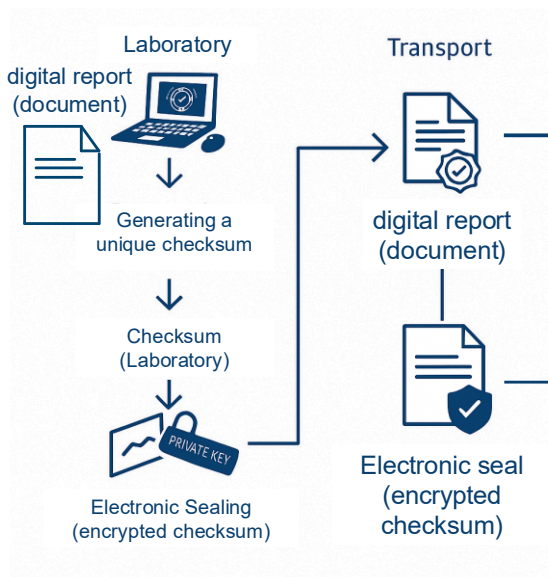 Laboratory
digital report
(document)
Generating a
unique checksum
Checksum
(Laboratory)
PRIVATE KEY
Electronic Sealing
(encrypted checksum)
Transport
digital report
(document)
Electronic seal
(encrypted
checksum)